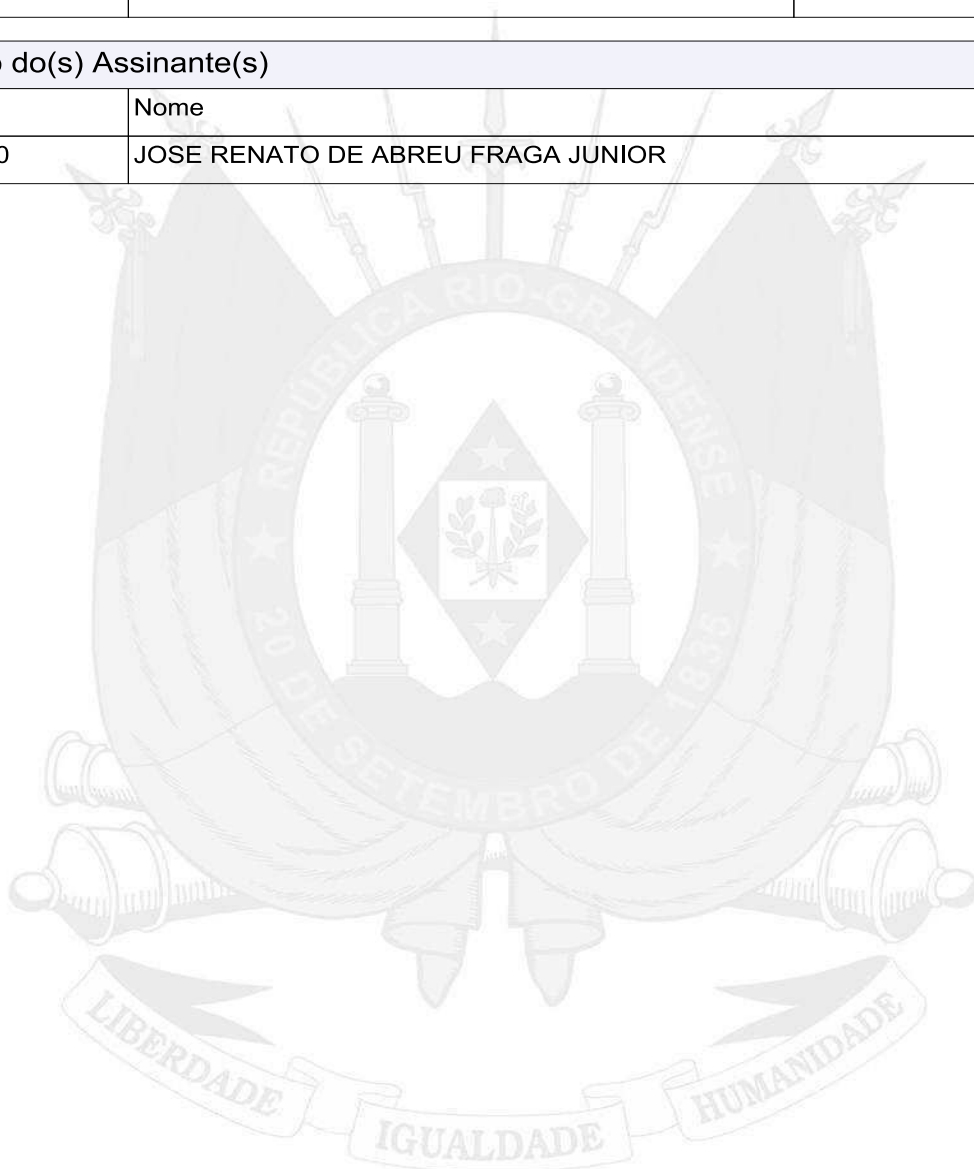 do(s) Assinante(s)
Nome
0
JOSE RENATO DE ABREU FRAGA JUNIOR
REPÚBLICA RIO-GRANDENSE
20 DE SETEMBRO DE 1835
LIBERDADE
IGUALDADE
HUMANIDADE